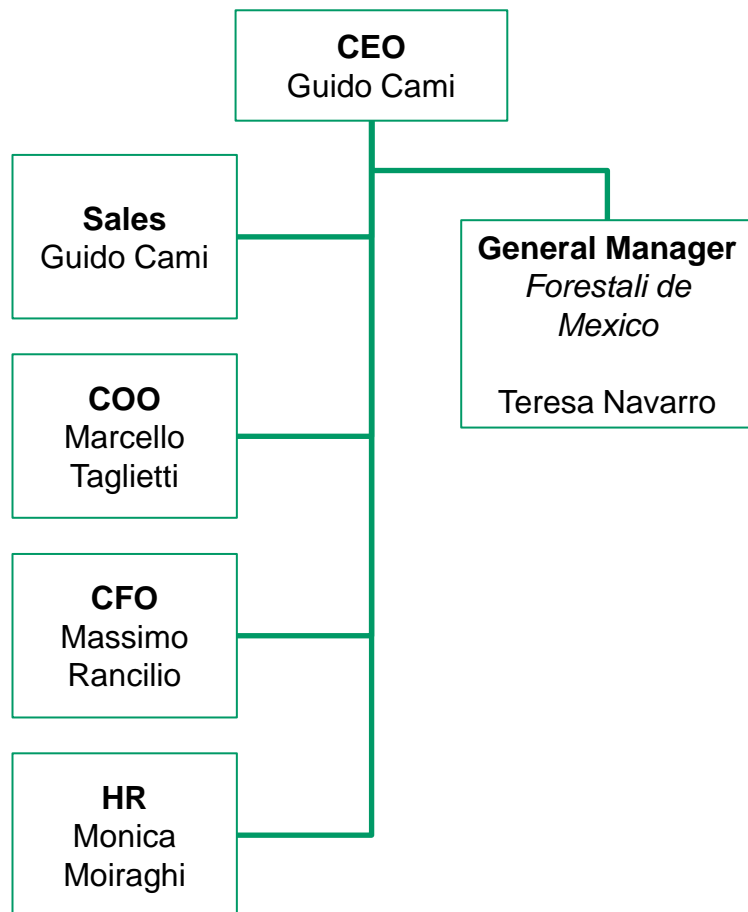 CEO
Guido Cami
Sales
Guido Cami
General Manager
Forestali de
Mexico
Teresa Navarro
COO
Marcello
Taglietti
CFO
Massimo
Rancilio
HR
Monica
Moiraghi